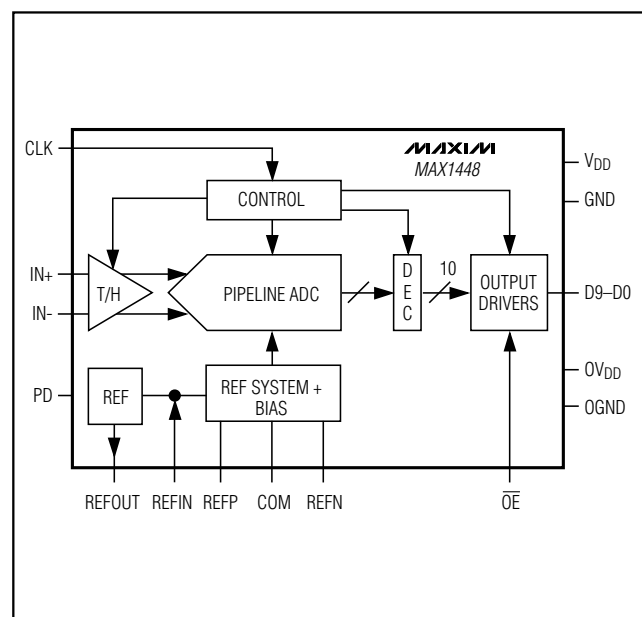 MAXIM
MAX1448
CLK
VDD
GND
CONTROL
IN+
IN-
T/H
PIPELINE ADC
DEC
10
OUTPUT
DRIVERS
D9–D0
PD
REF
REF SYSTEM +
BIAS
OVDD
OGND
REFOUT
REFIN
REFP
COM
REFN
OE